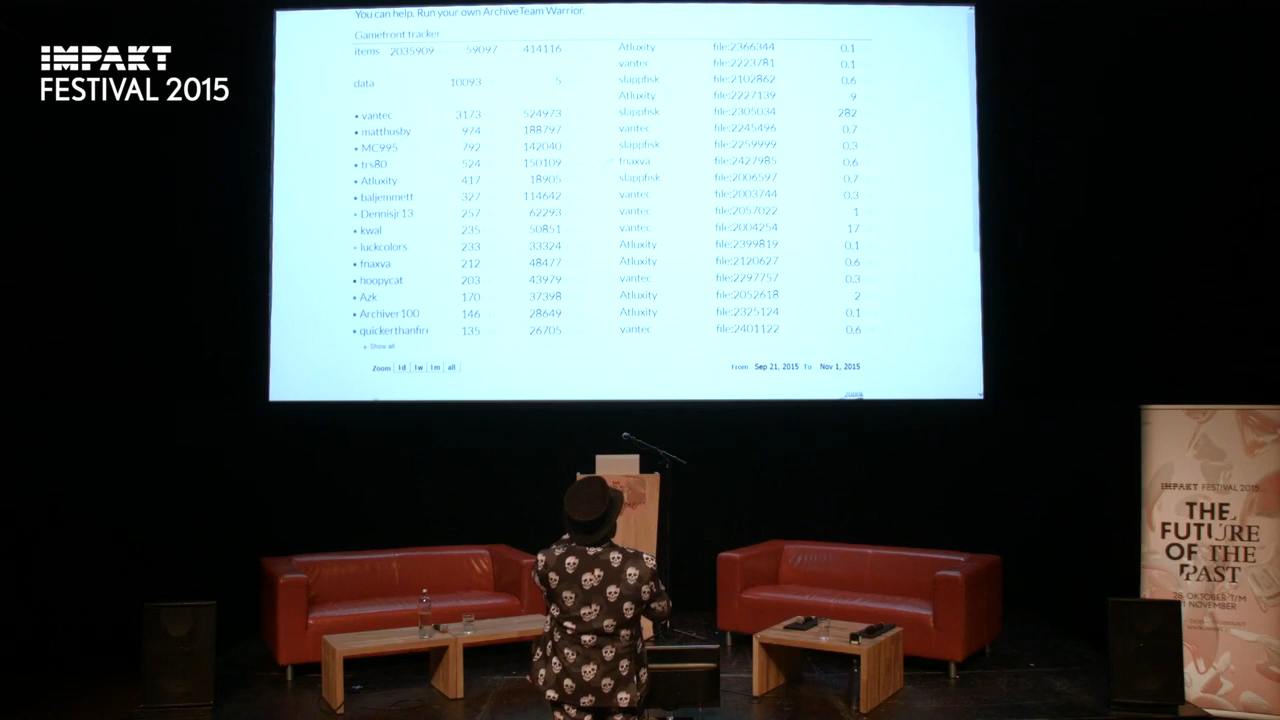 IMPAKT
FESTIVAL 2015
You can help. Run your own ArchiveTeam Warrior.
Gamefront tracker
items 2035909 59097 414116
data 10093 5
• vantec 3173 524973
• matthusby 974 188797
• MC995 792 142040
• trs80 524 150109
• Atluxity 417 18905
• baljemmett 327 114642
• Dennisjr13 257 62293
• kwal 235 50851
• luckcolors 233 33324
• fnaxva 212 48477
• hoopycat 203 43979
• Azk 170 37398
• Archiver100 146 28649
• quickerthanfire 135 26705
Show all
Atluxity file:2366344 0.1
vantec file:2223781 0.1
slappfisk file:2102862 0.6
Atluxity file:2227139 9
slappfisk file:2305034 282
vantec file:2245496 0.7
slappfisk file:2259999 0.3
fnaxva file:2427985 0.6
slappfisk file:2006597 0.7
vantec file:2003744 0.3
vantec file:2057022 1
vantec file:2004254 17
Atluxity file:2399819 0.1
Atluxity file:2120627 0.6
vantec file:2297757 0.3
Atluxity file:2052618 2
Atluxity file:2325124 0.1
vantec file:2401122 0.6
Zoom 1d 1w 1m all
From Sep 21, 2015 To Nov 1, 2015
IMPAKT FESTIVAL 2015
THE
FUTURE
OF THE
PAST
28 OKTOBER T/M
1 NOVEMBER